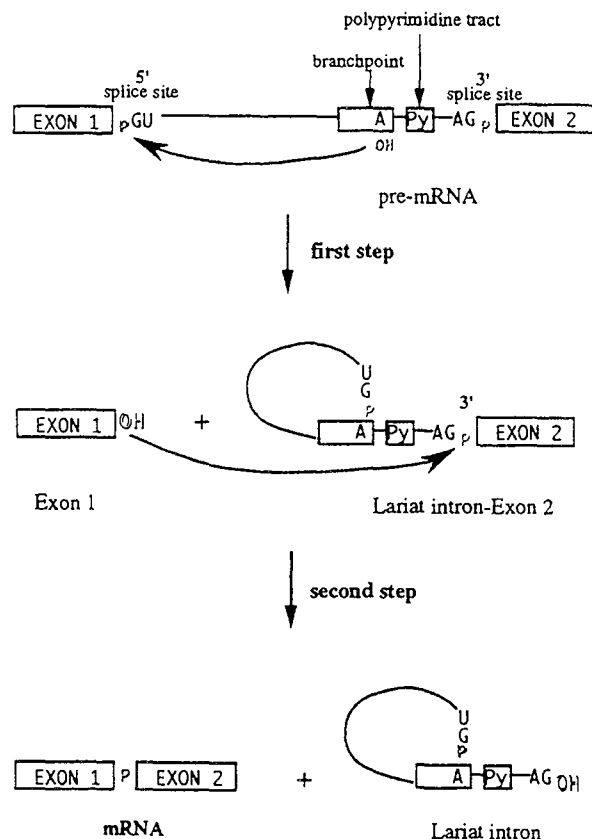 polypyrimidine tract
branchpoint
5'
splice site
3'
splice site
EXON 1 pGU A Py AG p EXON 2
OH
pre-mRNA
first step
U
G
P
3'
EXON 1 OH + A Py AG p EXON 2
Exon 1 Lariat intron-Exon 2
second step
U
G
P
EXON 1 P EXON 2 + A Py AG OH
mRNA Lariat intron